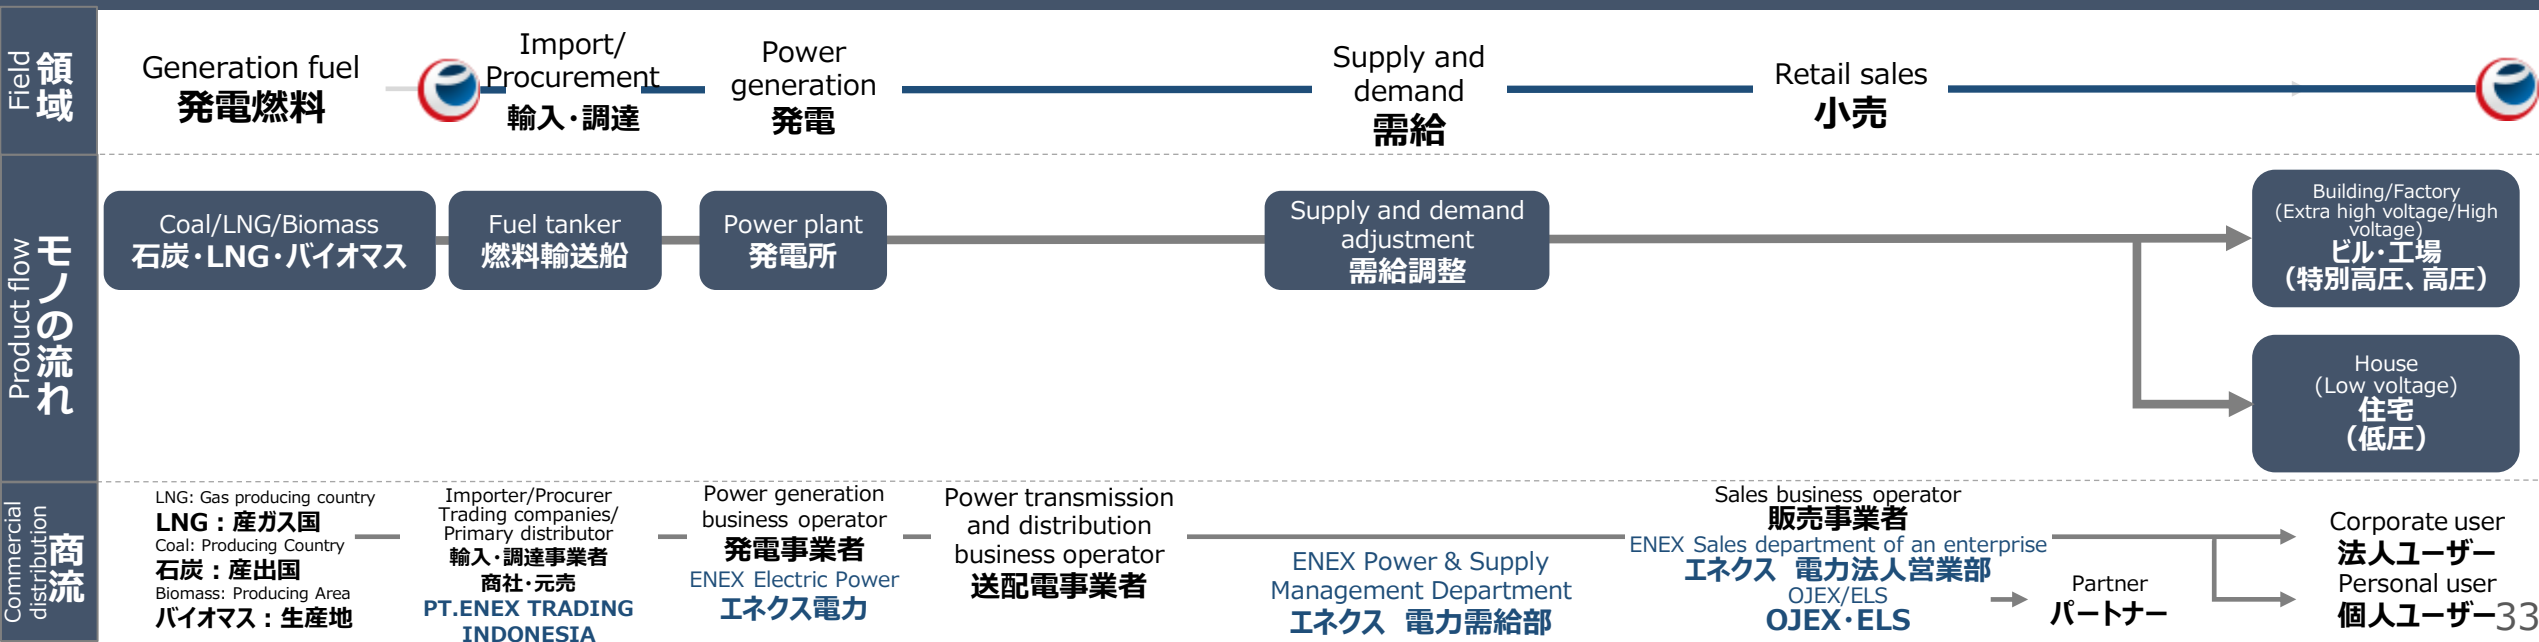 Field
領域
Generation fuel
発電燃料
Import/
Procurement
輸入・調達
Power
generation
発電
Supply and
demand
需給
Retail sales
小売
Product flow
モノの流れ
Coal/LNG/Biomass
石炭・LNG・バイオマス
Fuel tanker
燃料輸送船
Power plant
発電所
Supply and demand
adjustment
需給調整
Building/Factory
(Extra high voltage/High
voltage)
ビル・工場
(特別高圧、高圧)
House
(Low voltage)
住宅
(低圧)
Commercial
distribution
商流
LNG: Gas producing country
LNG：産ガス国
Coal: Producing Country
石炭：産出国
Biomass: Producing Area
バイオマス：生産地
Importer/Procurer
Trading companies/
Primary distributor
輸入・調達事業者
商社・元売
PT.ENEX TRADING
INDONESIA
Power generation
business operator
発電事業者
ENEX Electric Power
エネクス電力
Power transmission
and distribution
business operator
送配電事業者
ENEX Power & Supply
Management Department
エネクス 電力需給部
Sales business operator
販売事業者
ENEX Sales department of an enterprise
エネクス 電力法人営業部
OJEX/ELS
OJEX・ELS
Partner
パートナー
Corporate user
法人ユーザー
Personal user
個人ユーザー
33